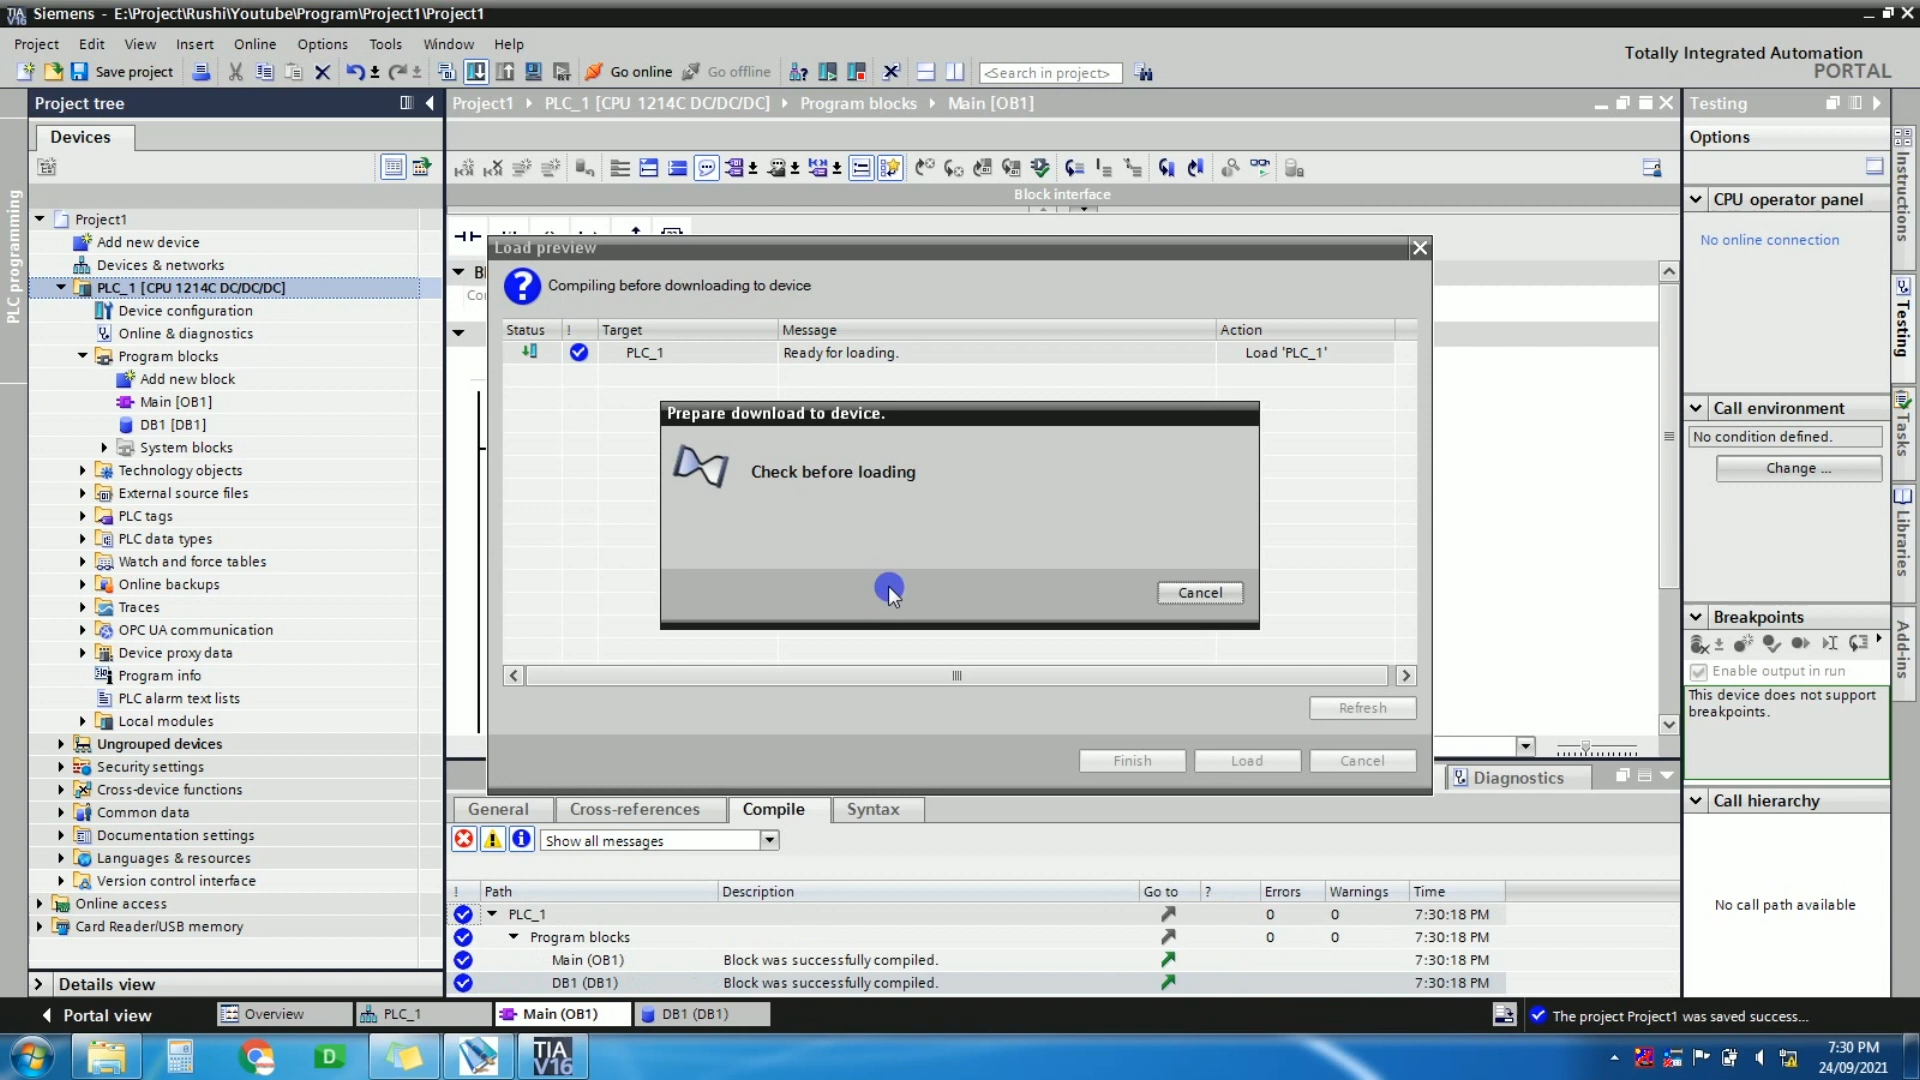 Siemens - E:\Project\Rushi\Youtube\Program\Project1\Project1
Project Edit View Insert Online Options Tools Window Help
Totally Integrated Automation
PORTAL
Save project
Go online
Go offline
<Search in project>
Project tree
Project1 PLC_1 [CPU 1214C DC/DC/DC] Program blocks Main [OB1]
Testing
Devices
Options
Block interface
CPU operator panel
No online connection
PLC programming
Project1
Add new device
Devices & networks
PLC_1 [CPU 1214C DC/DC/DC]
Device configuration
Online & diagnostics
Program blocks
Add new block
Main [OB1]
DB1 [DB1]
System blocks
Technology objects
External source files
PLC tags
PLC data types
Watch and force tables
Online backups
Traces
OPC UA communication
Device proxy data
Program info
PLC alarm text lists
Local modules
Ungrouped devices
Security settings
Cross-device functions
Common data
Documentation settings
Languages & resources
Version control interface
Online access
Card Reader/USB memory
Details view
Load preview
Compiling before downloading to device
Status ! Target Message Action
PLC_1 Ready for loading. Load 'PLC_1'
Prepare download to device.
Check before loading
Cancel
Refresh
Finish Load Cancel
Call environment
No condition defined.
Change ...
Breakpoints
Enable output in run
This device does not support
breakpoints.
Call hierarchy
No call path available
Instructions
Testing
Tasks
Libraries
Add-ins
Diagnostics
General Cross-references Compile Syntax
Show all messages
! Path Description Go to ? Errors Warnings Time
PLC_1 0 0 7:30:18 PM
Program blocks 0 0 7:30:18 PM
Main (OB1) Block was successfully compiled. 7:30:18 PM
DB1 (DB1) Block was successfully compiled. 7:30:18 PM
Portal view
Overview
PLC_1
Main (OB1)
DB1 (DB1)
The project Project1 was saved success...
D
TIA
V16
7:30 PM
24/09/2021